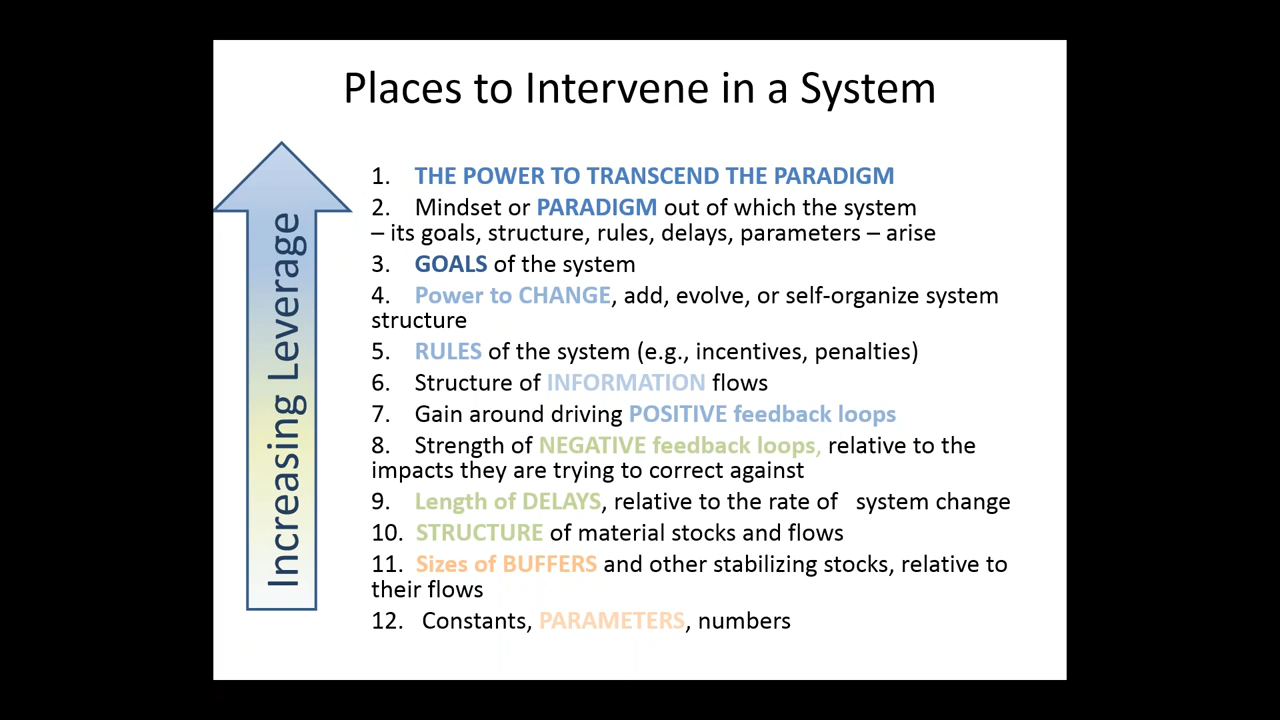 Places to Intervene in a System
Increasing Leverage
1. THE POWER TO TRANSCEND THE PARADIGM
2. Mindset or PARADIGM out of which the system
– its goals, structure, rules, delays, parameters – arise
3. GOALS of the system
4. Power to CHANGE, add, evolve, or self-organize system
structure
5. RULES of the system (e.g., incentives, penalties)
6. Structure of INFORMATION flows
7. Gain around driving POSITIVE feedback loops
8. Strength of NEGATIVE feedback loops, relative to the
impacts they are trying to correct against
9. Length of DELAYS, relative to the rate of system change
10. STRUCTURE of material stocks and flows
11. Sizes of BUFFERS and other stabilizing stocks, relative to
their flows
12. Constants, PARAMETERS, numbers